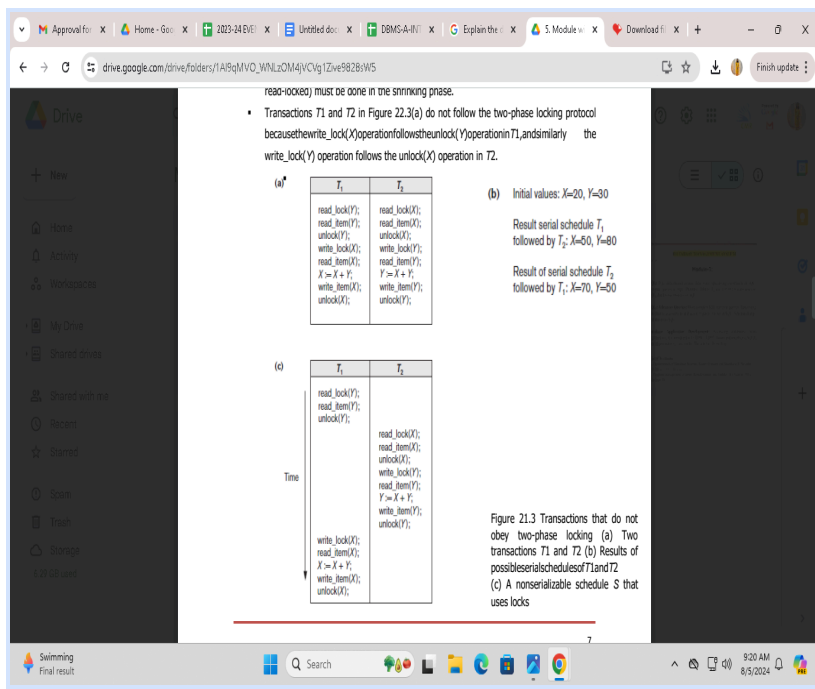 Approval for
Home - Goo
2023-24 EVE
Untitled doc
DBMS-A-INT
Explain the d
5. Module w
Download fi
drive.google.com/drive/folders/1AI9qMVO_WNLzOM4jVCVg1Zive9828sW5
Finish update
Drive
New
Home
Activity
Workspaces
My Drive
Shared drives
Shared with me
Recent
Starred
Spam
Trash
Storage
read-locked) must be done in the shrinking phase.
▪ Transactions T1 and T2 in Figure 22.3(a) do not follow the two-phase locking protocol
becausethewrite_lock(X)operationfollowstheunlock(Y)operationinT1,andsimilarly the
write_lock(Y) operation follows the unlock(X) operation in T2.
(a)
T1 T2
read_lock(Y); read_lock(X);
read_item(Y); read_item(X);
unlock(Y); unlock(X);
write_lock(X); write_lock(Y);
read_item(X); read_item(Y);
X := X + Y; Y := X + Y;
write_item(X); write_item(Y);
unlock(X); unlock(Y);
(b) Initial values: X=20, Y=30
Result serial schedule T1
followed by T2: X=50, Y=80
Result of serial schedule T2
followed by T1: X=70, Y=50
(c)
T1 T2
read_lock(Y);
read_item(Y);
unlock(Y);
read_lock(X);
read_item(X);
unlock(X);
write_lock(Y);
read_item(Y);
Y := X + Y;
write_item(Y);
unlock(Y);
Time
write_lock(X);
read_item(X);
X := X + Y;
write_item(X);
unlock(X);
Figure 21.3 Transactions that do not
obey two-phase locking (a) Two
transactions T1 and T2 (b) Results of
possibleserialschedulesofT1andT2
(c) A nonserializable schedule S that
uses locks
7
Swimming
Final result
Search
9:20 AM
8/5/2024
PRE